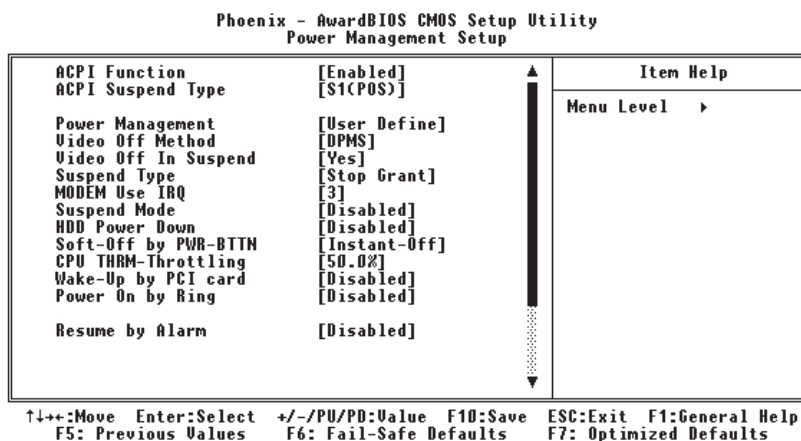 Phoenix - AwardBIOS CMOS Setup Utility
Power Management Setup
ACPI Function [Enabled]
ACPI Suspend Type [S1(POS)]
Power Management [User Define]
Video Off Method [DPMS]
Video Off In Suspend [Yes]
Suspend Type [Stop Grant]
MODEM Use IRQ [3]
Suspend Mode [Disabled]
HDD Power Down [Disabled]
Soft-Off by PWR-BTTN [Instant-Off]
CPU THRM-Throttling [50.0%]
Wake-Up by PCI card [Disabled]
Power On by Ring [Disabled]
Resume by Alarm [Disabled]
Item Help
Menu Level ▸
↑↓→←:Move Enter:Select +/-/PU/PD:Value F10:Save ESC:Exit F1:General Help
F5: Previous Values F6: Fail-Safe Defaults F7: Optimized Defaults